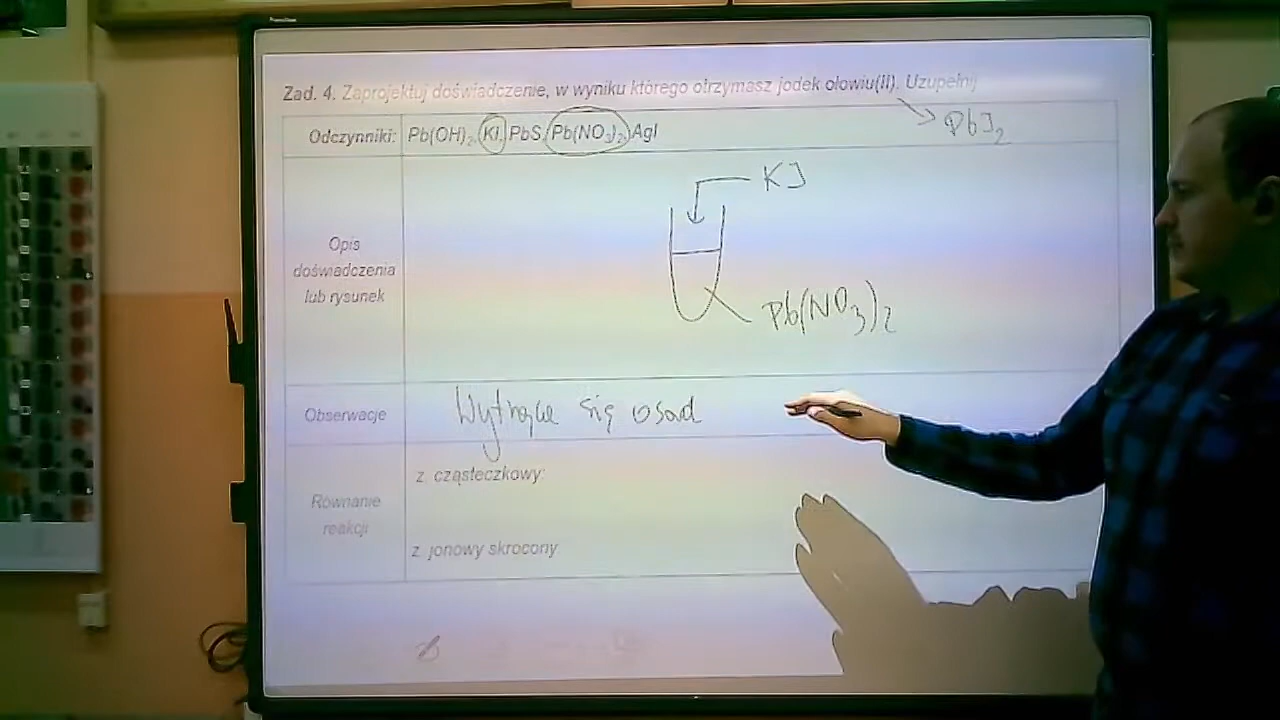 Zad. 4. Zaprojektuj doświadczenie, w wyniku którego otrzymasz jodek ołowiu(II). Uzupełnij
PbJ2
Odczynniki: Pb(OH)2, KI, PbS, Pb(NO3)2, AgI
KJ
Opis
doświadczenia
lub rysunek
Pb(NO3)2
Obserwacje
Wytrąca się osad
z. cząsteczkowy:
Równanie
reakcji
z. jonowy skrócony: